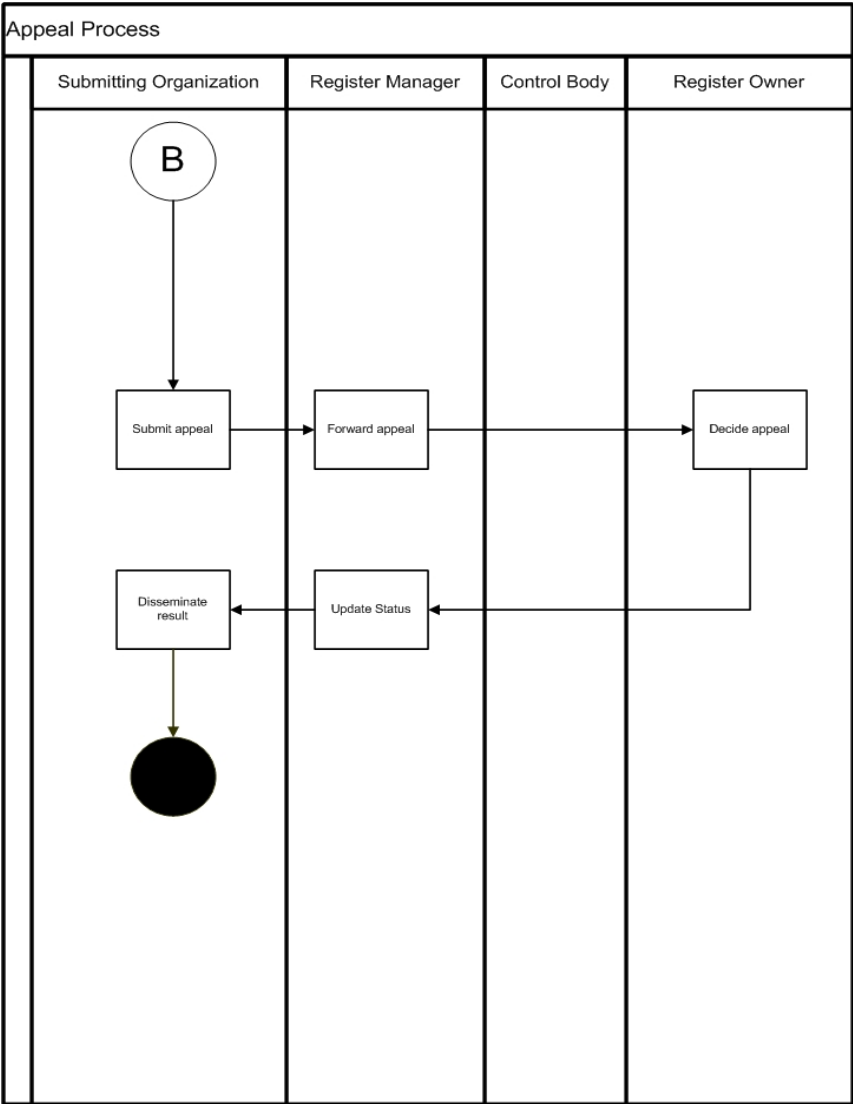 Appeal Process
Submitting Organization
Register Manager
Control Body
Register Owner
B
Submit appeal
Forward appeal
Decide appeal
Disseminate
result
Update Status